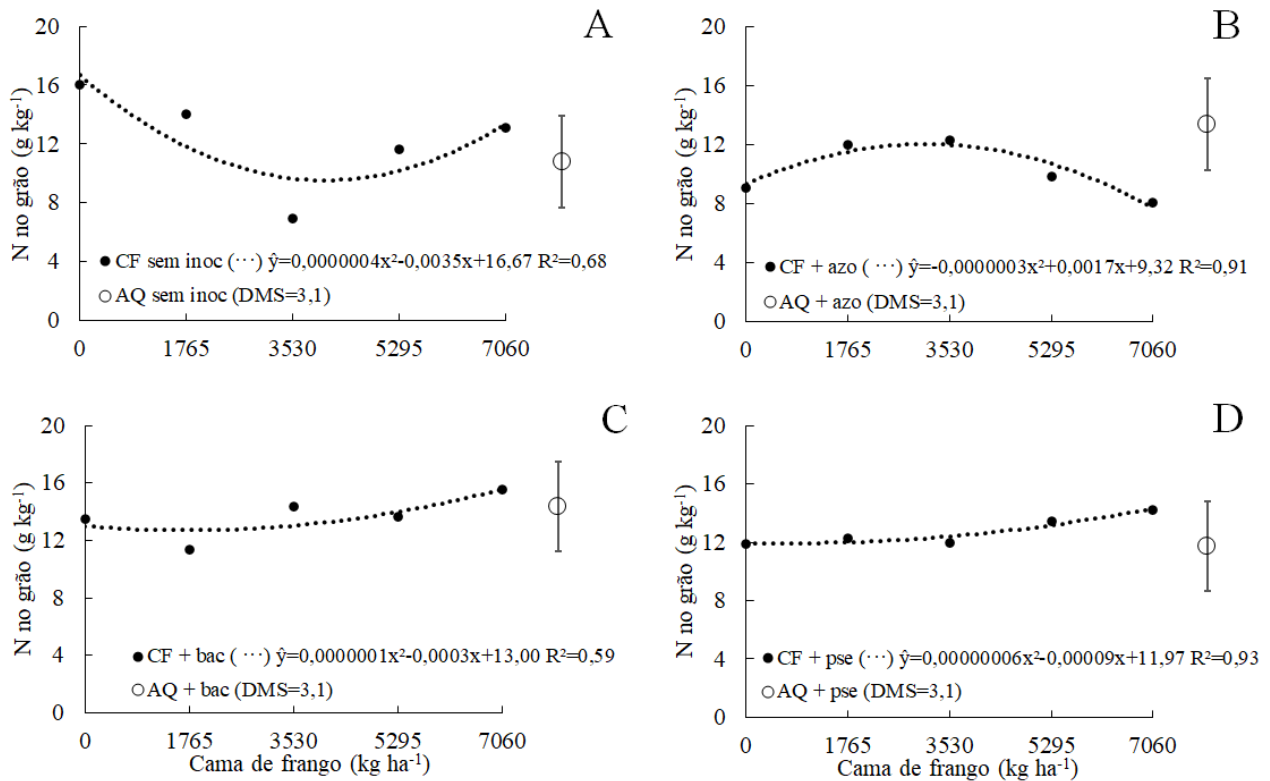 A
N no grão (g kg⁻¹)
20
16
12
8
4
0
● CF sem inoc (···) ŷ=0,0000004x²-0,0035x+16,67 R²=0,68
○ AQ sem inoc (DMS=3,1)
0 1765 3530 5295 7060
B
N no grão (g kg⁻¹)
20
16
12
8
4
0
● CF + azo (···) ŷ=-0,0000003x²+0,0017x+9,32 R²=0,91
○ AQ + azo (DMS=3,1)
0 1765 3530 5295 7060
C
N no grão (g kg⁻¹)
20
16
12
8
4
0
● CF + bac (···) ŷ=0,0000001x²-0,0003x+13,00 R²=0,59
○ AQ + bac (DMS=3,1)
0 1765 3530 5295 7060
Cama de frango (kg ha⁻¹)
D
N no grão (g kg⁻¹)
20
16
12
8
4
0
● CF + pse (···) ŷ=0,00000006x²-0,00009x+11,97 R²=0,93
○ AQ + pse (DMS=3,1)
0 1765 3530 5295 7060
Cama de frango (kg ha⁻¹)